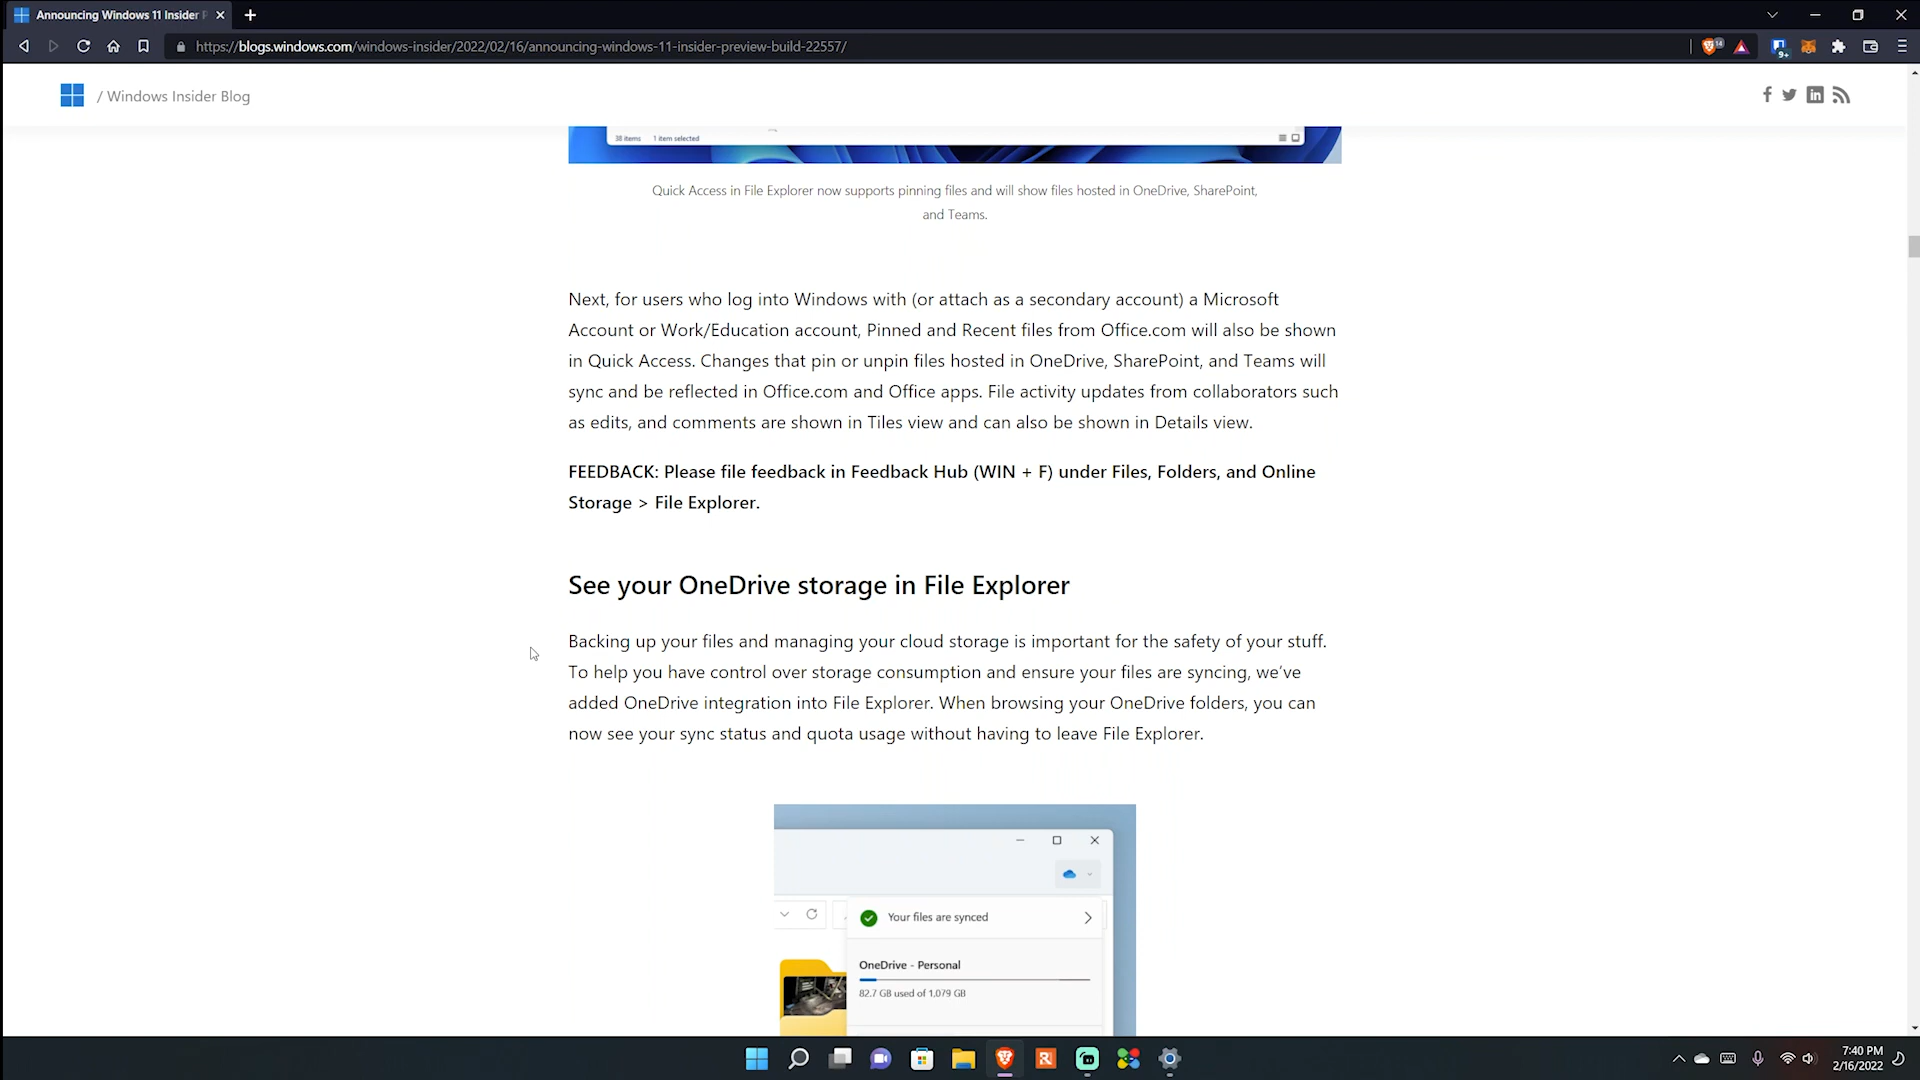 Announcing Windows 11 Insider P
https://blogs.windows.com/windows-insider/2022/02/16/announcing-windows-11-insider-preview-build-22557/
14
9+
/ Windows Insider Blog
38 items 1 item selected
Quick Access in File Explorer now supports pinning files and will show files hosted in OneDrive, SharePoint,
and Teams.
Next, for users who log into Windows with (or attach as a secondary account) a Microsoft
Account or Work/Education account, Pinned and Recent files from Office.com will also be shown
in Quick Access. Changes that pin or unpin files hosted in OneDrive, SharePoint, and Teams will
sync and be reflected in Office.com and Office apps. File activity updates from collaborators such
as edits, and comments are shown in Tiles view and can also be shown in Details view.
FEEDBACK: Please file feedback in Feedback Hub (WIN + F) under Files, Folders, and Online
Storage > File Explorer.
See your OneDrive storage in File Explorer
Backing up your files and managing your cloud storage is important for the safety of your stuff.
To help you have control over storage consumption and ensure your files are syncing, we’ve
added OneDrive integration into File Explorer. When browsing your OneDrive folders, you can
now see your sync status and quota usage without having to leave File Explorer.
Your files are synced
OneDrive - Personal
82.7 GB used of 1,079 GB
7:40 PM
2/16/2022